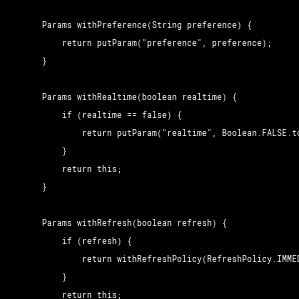 Params withPreference(String preference) {
return putParam("preference", preference);
}
Params withRealtime(boolean realtime) {
if (realtime == false) {
return putParam("realtime", Boolean.FALSE.to
}
return this;
}
Params withRefresh(boolean refresh) {
if (refresh) {
return withRefreshPolicy(RefreshPolicy.IMMED
}
return this;